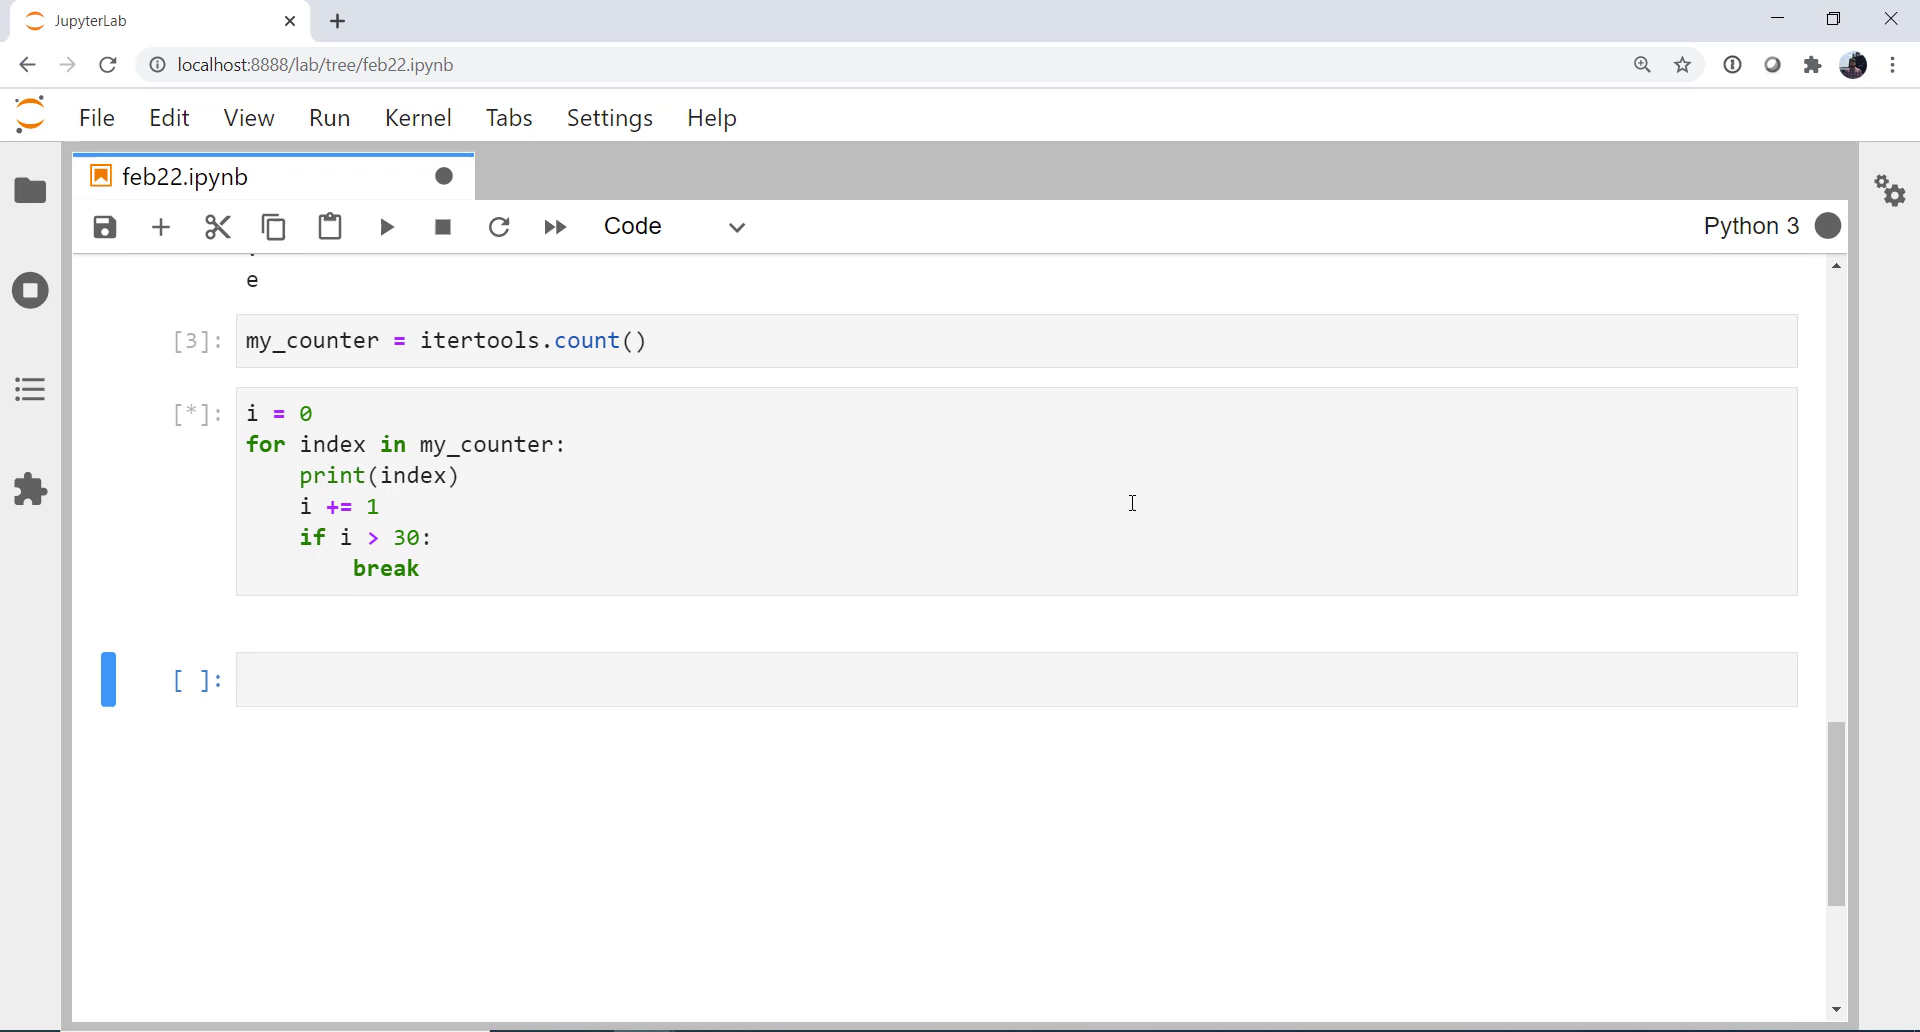 JupyterLab
localhost:8888/lab/tree/feb22.ipynb
File Edit View Run Kernel Tabs Settings Help
feb22.ipynb
Code
Python 3
e
[3]: my_counter = itertools.count()
[*]: i = 0
for index in my_counter:
    print(index)
    i += 1
    if i > 30:
        break
[ ]: